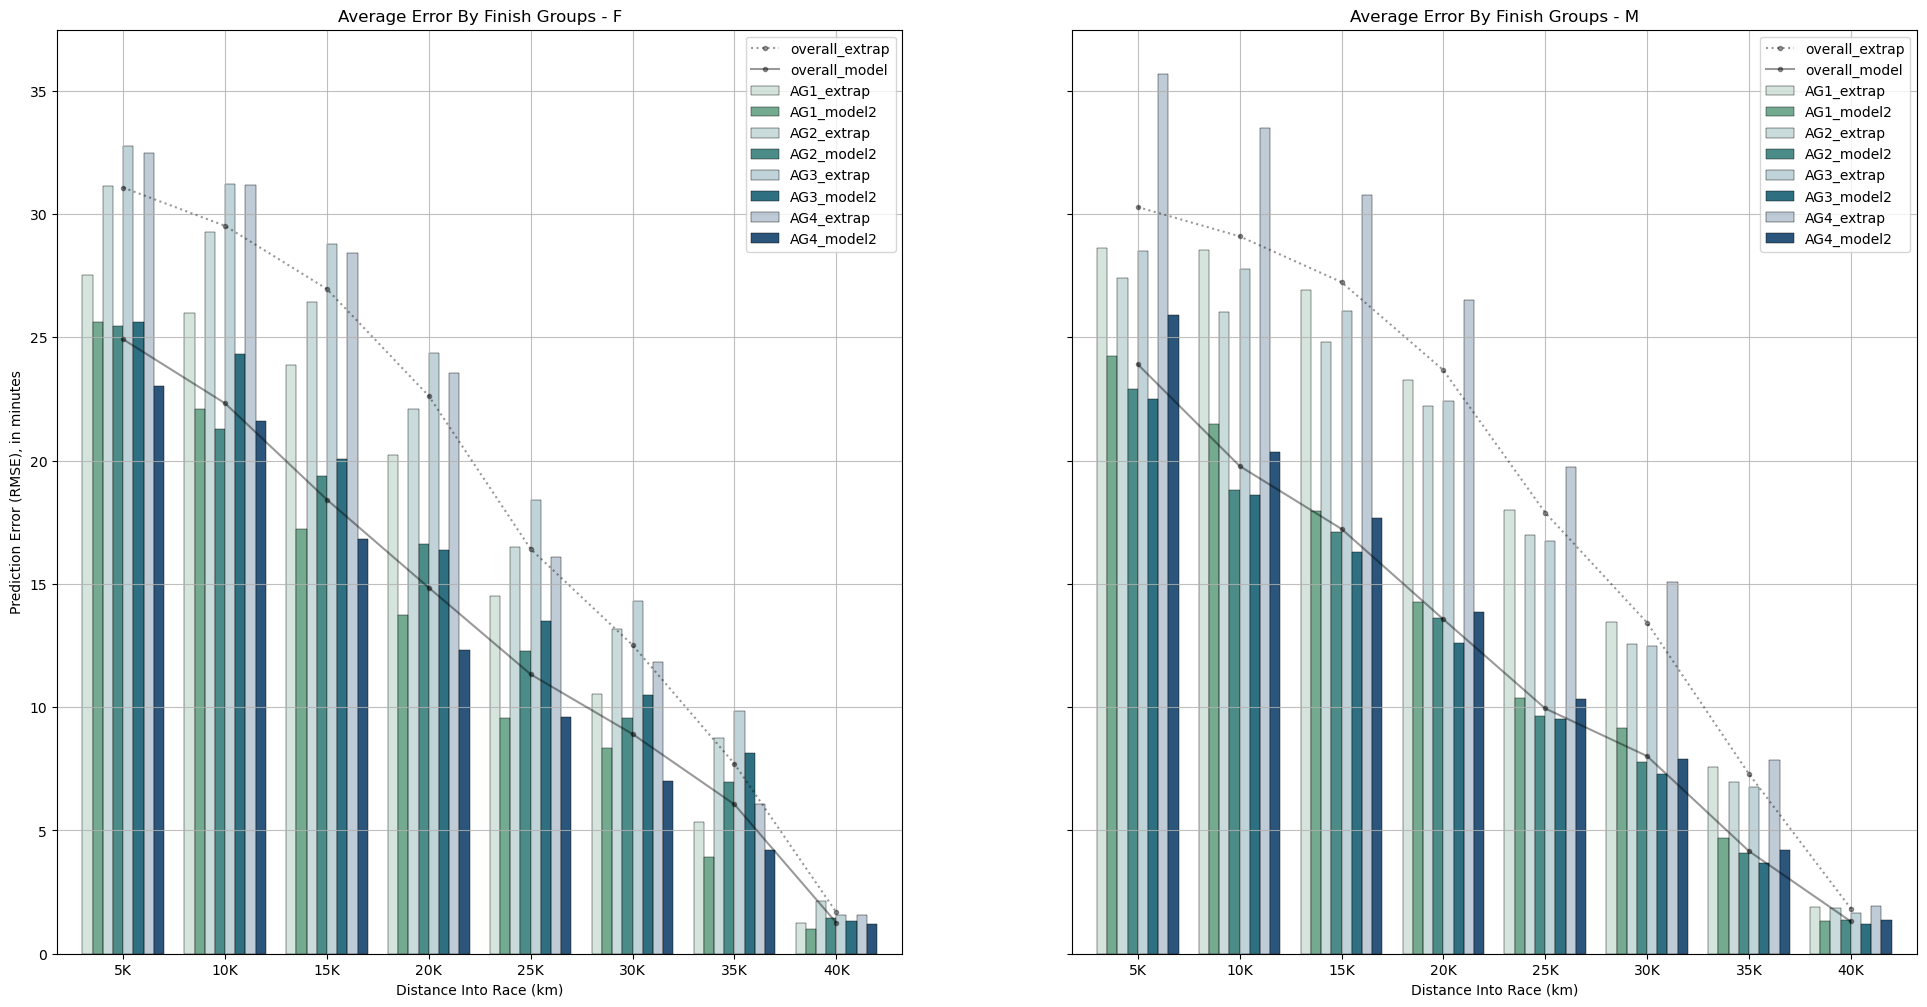 Average Error By Finish Groups - F
overall_extrap
overall_model
AG1_extrap
AG1_model2
AG2_extrap
AG2_model2
AG3_extrap
AG3_model2
AG4_extrap
AG4_model2
35
30
25
20
15
10
5
0
Prediction Error (RMSE), in minutes
5K
10K
15K
20K
25K
30K
35K
40K
Distance Into Race (km)
Average Error By Finish Groups - M
overall_extrap
overall_model
AG1_extrap
AG1_model2
AG2_extrap
AG2_model2
AG3_extrap
AG3_model2
AG4_extrap
AG4_model2
5K
10K
15K
20K
25K
30K
35K
40K
Distance Into Race (km)